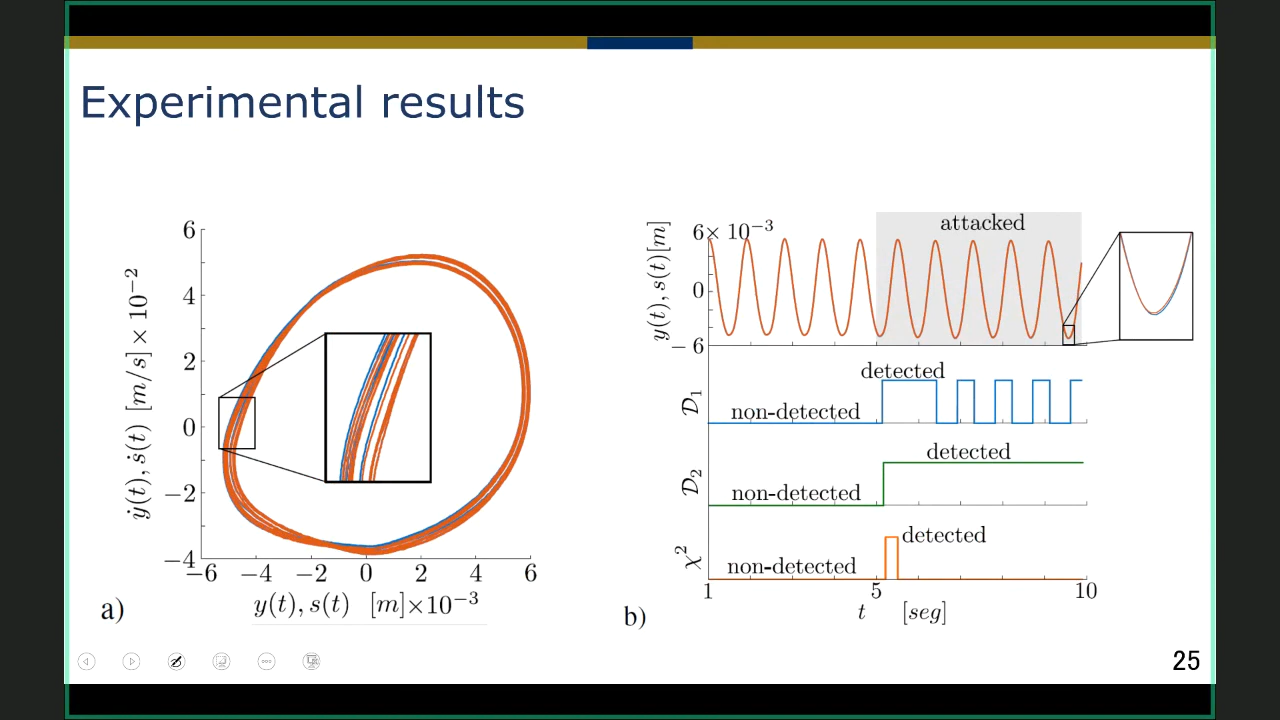 Experimental results
6
4
2
0
−2
−4
−6 −4 −2 0 2 4 6
ẏ(t), ṡ(t) [m/s] × 10⁻²
y(t), s(t) [m]×10⁻³
a)
y(t), s(t)[m]
6× 10⁻³
0
−6
attacked
𝒟₁
non-detected
detected
𝒟₂
non-detected
detected
χ²
non-detected
detected
1 5 10
t [seg]
b)
25